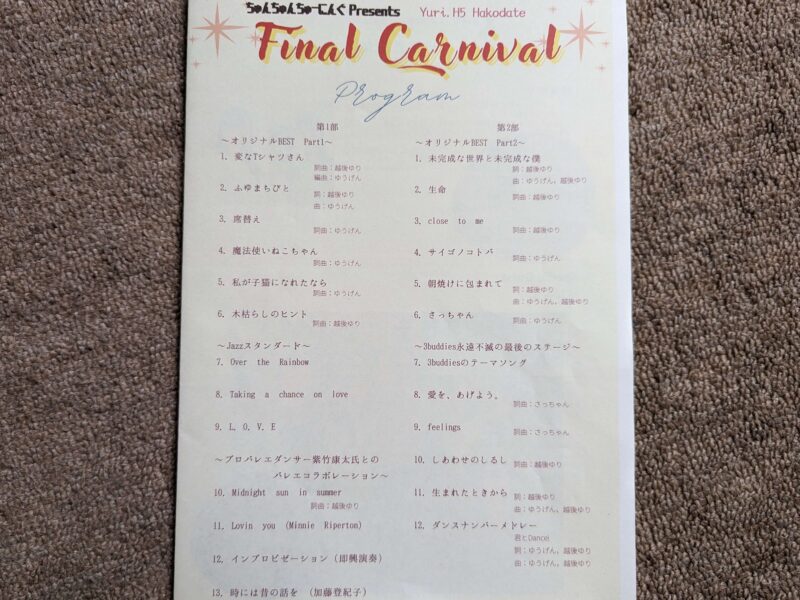 ちゅんちゅんちゅーにんぐ Presents Yuri.H5 Hakodate
Final Carnival
Program
第1部
～オリジナルBEST Part1～
1. 変なTシャツさん
詞曲：越後ゆり
編曲：ゆうげん
2. ふゆまちびと
詞：越後ゆり
曲：ゆうげん
3. 席替え
詞曲：ゆうげん
4. 魔法使いねこちゃん
詞曲：ゆうげん
5. 私が子猫になれたなら
詞曲：ゆうげん
6. 木枯らしのヒント
詞曲：越後ゆり
～Jazzスタンダード～
7. Over the Rainbow
8. Taking a chance on love
9. L. O. V. E
～プロバレエダンサー紫竹康太氏との
バレエコラボレーション～
10. Midnight sun in summer
詞曲：越後ゆり
11. Lovin you (Minnie Riperton)
12. インプロビゼーション（即興演奏）
13. 時には昔の話を （加藤登紀子）
第2部
～オリジナルBEST Part2～
1. 未完成な世界と未完成な僕
詞：越後ゆり
曲：ゆうげん，越後ゆり
2. 生命
詞曲：越後ゆり
3. close to me
詞曲：越後ゆり
4. サイゴノコトバ
詞曲：ゆうげん
5. 朝焼けに包まれて
詞：越後ゆり
曲：ゆうげん，越後ゆり
6. さっちゃん
詞曲：ゆうげん
～3buddies永遠不滅の最後のステージ～
7. 3buddiesのテーマソング
8. 愛を、あげよう。
詞曲：さっちゃん
9. feelings
詞曲：さっちゃん
10. しあわせのしるし
詞曲：越後ゆり
11. 生まれたときから
詞：越後ゆり
曲：ゆうげん，越後ゆり
12. ダンスナンバーメドレー
君とDance!
詞：ゆうげん，越後ゆり
曲：ゆうげん，越後ゆり